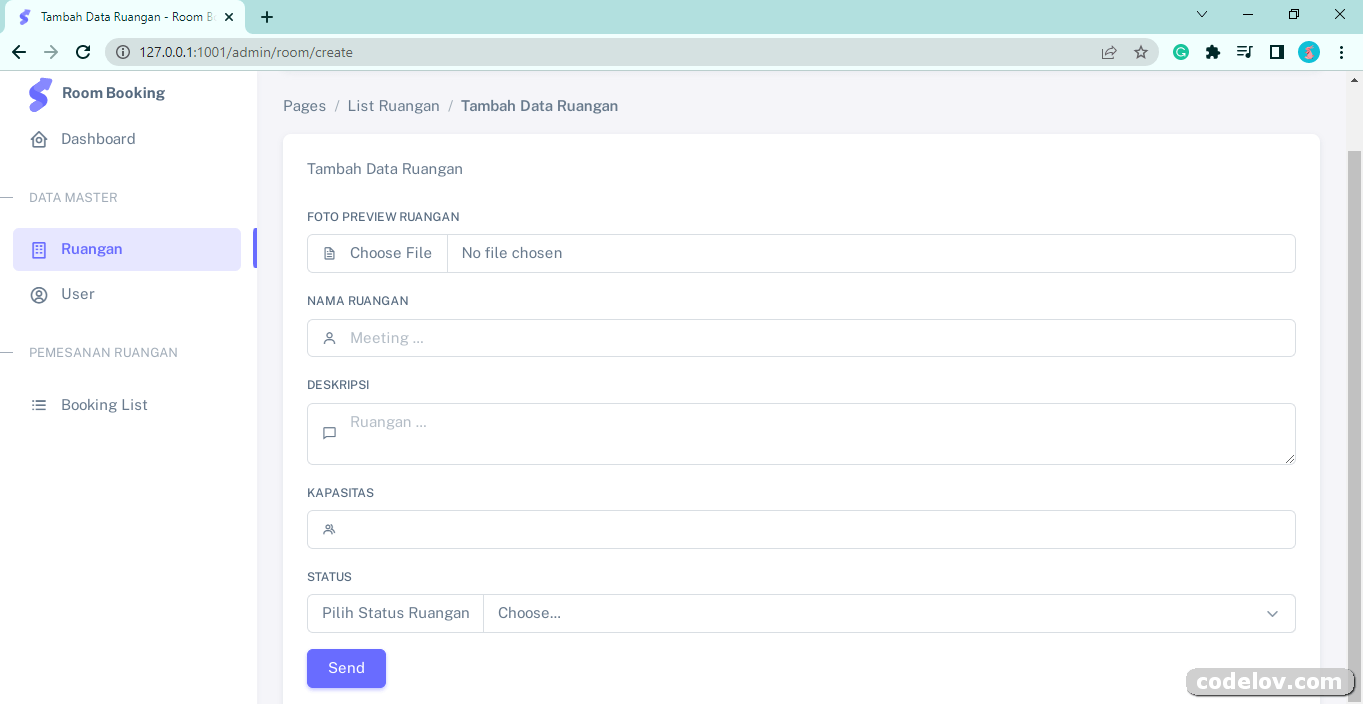 Tambah Data Ruangan - Room B
127.0.0.1:1001/admin/room/create
Room Booking
Dashboard
DATA MASTER
Ruangan
User
PEMESANAN RUANGAN
Booking List
Pages / List Ruangan / Tambah Data Ruangan
Tambah Data Ruangan
FOTO PREVIEW RUANGAN
Choose File No file chosen
NAMA RUANGAN
Meeting ...
DESKRIPSI
Ruangan ...
KAPASITAS
STATUS
Pilih Status Ruangan Choose...
Send
codelov.com